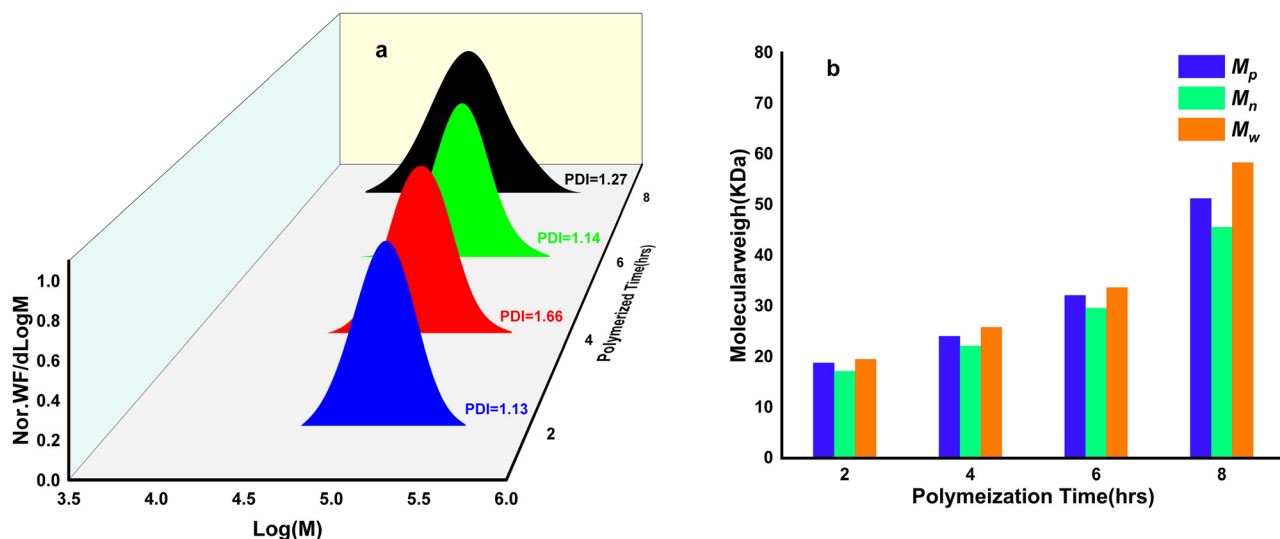 a
PDI=1.27
PDI=1.14
PDI=1.66
PDI=1.13
8
6
4
2
Polymerized Time(hrs)
Nor.WF/dLogM
1.0
0.8
0.6
0.4
0.2
0.0
3.5 4.0 4.5 5.0 5.5 6.0
Log(M)
b
Mp
Mn
Mw
Molecularweigh(KDa)
80
70
60
50
40
30
20
10
0
2 4 6 8
Polymeization Time(hrs)